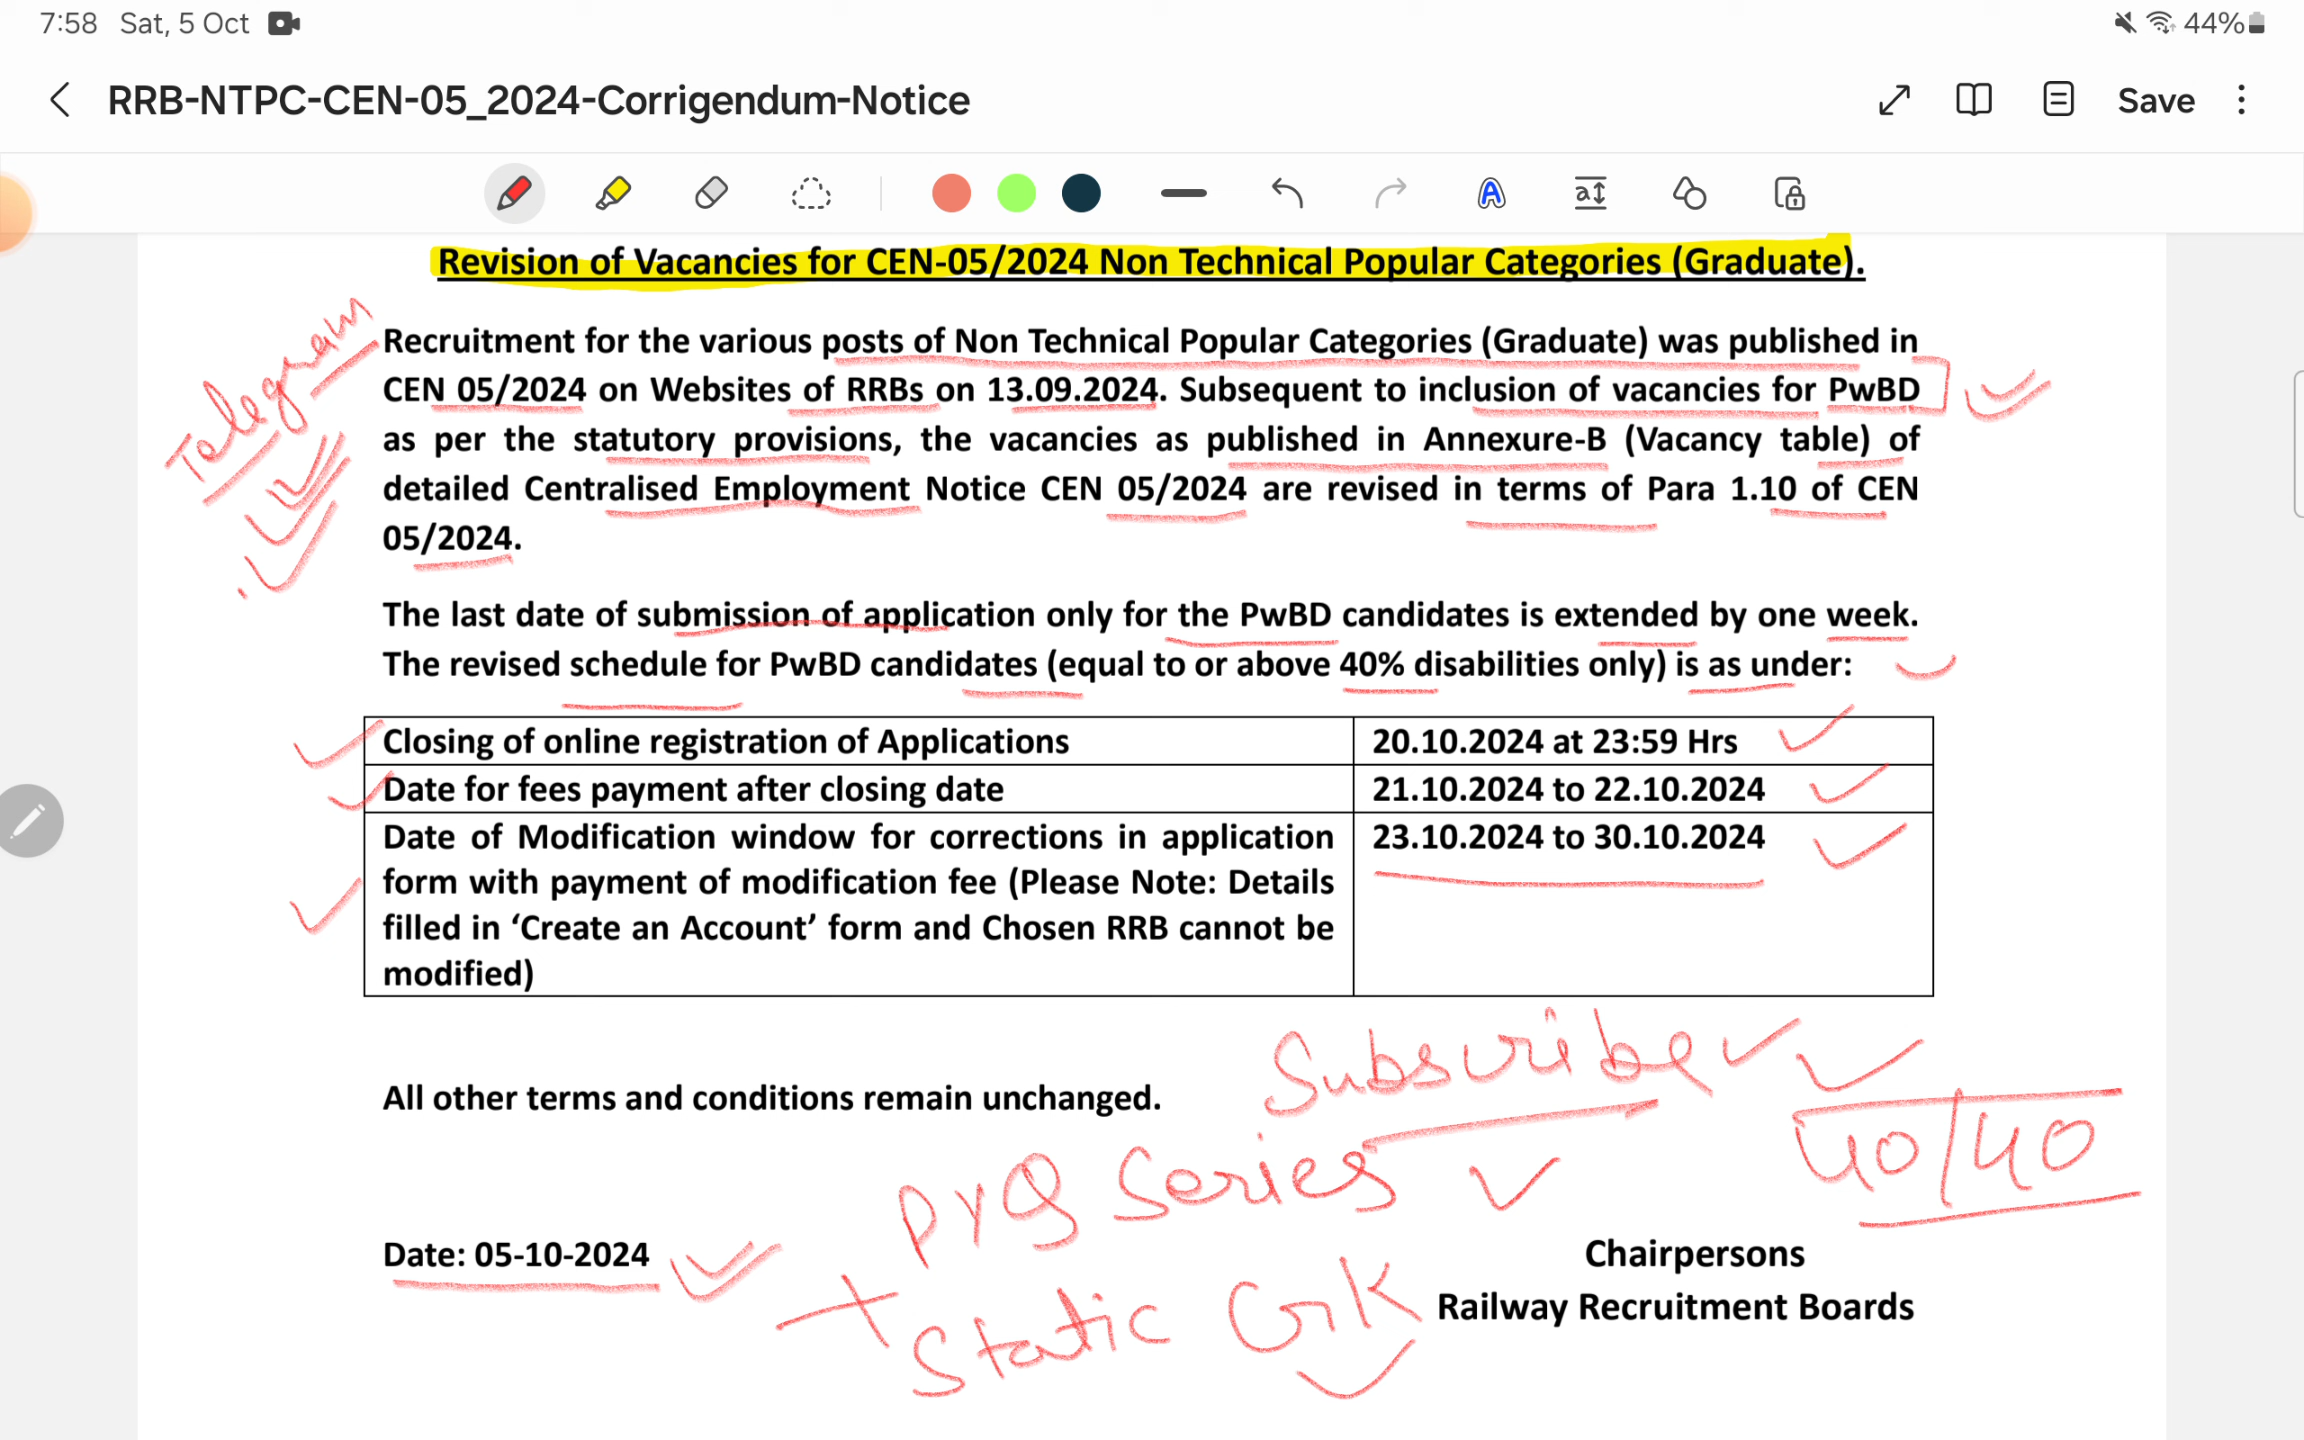 7:58 Sat, 5 Oct 44%
RRB-NTPC-CEN-05_2024-Corrigendum-Notice Save
Revision of Vacancies for CEN-05/2024 Non Technical Popular Categories (Graduate).
Telegram
Recruitment for the various posts of Non Technical Popular Categories (Graduate) was published in
CEN 05/2024 on Websites of RRBs on 13.09.2024. Subsequent to inclusion of vacancies for PwBD
as per the statutory provisions, the vacancies as published in Annexure-B (Vacancy table) of
detailed Centralised Employment Notice CEN 05/2024 are revised in terms of Para 1.10 of CEN
05/2024.
The last date of submission of application only for the PwBD candidates is extended by one week.
The revised schedule for PwBD candidates (equal to or above 40% disabilities only) is as under:
Closing of online registration of Applications 20.10.2024 at 23:59 Hrs
Date for fees payment after closing date 21.10.2024 to 22.10.2024
Date of Modification window for corrections in application 23.10.2024 to 30.10.2024
form with payment of modification fee (Please Note: Details
filled in ‘Create an Account’ form and Chosen RRB cannot be
modified)
Subscribe
All other terms and conditions remain unchanged.
40/40
PYQ Series
Date: 05-10-2024 Chairpersons
+ Static GK
Railway Recruitment Boards